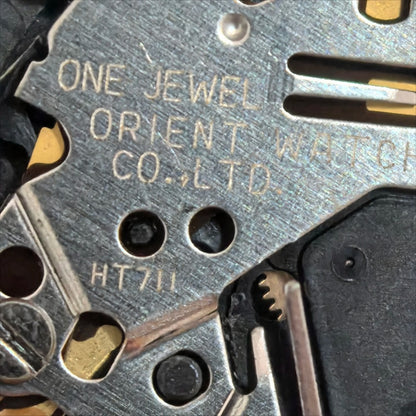 ONE JEWEL
ORIENT WATCH
CO.,LTD.
HT711